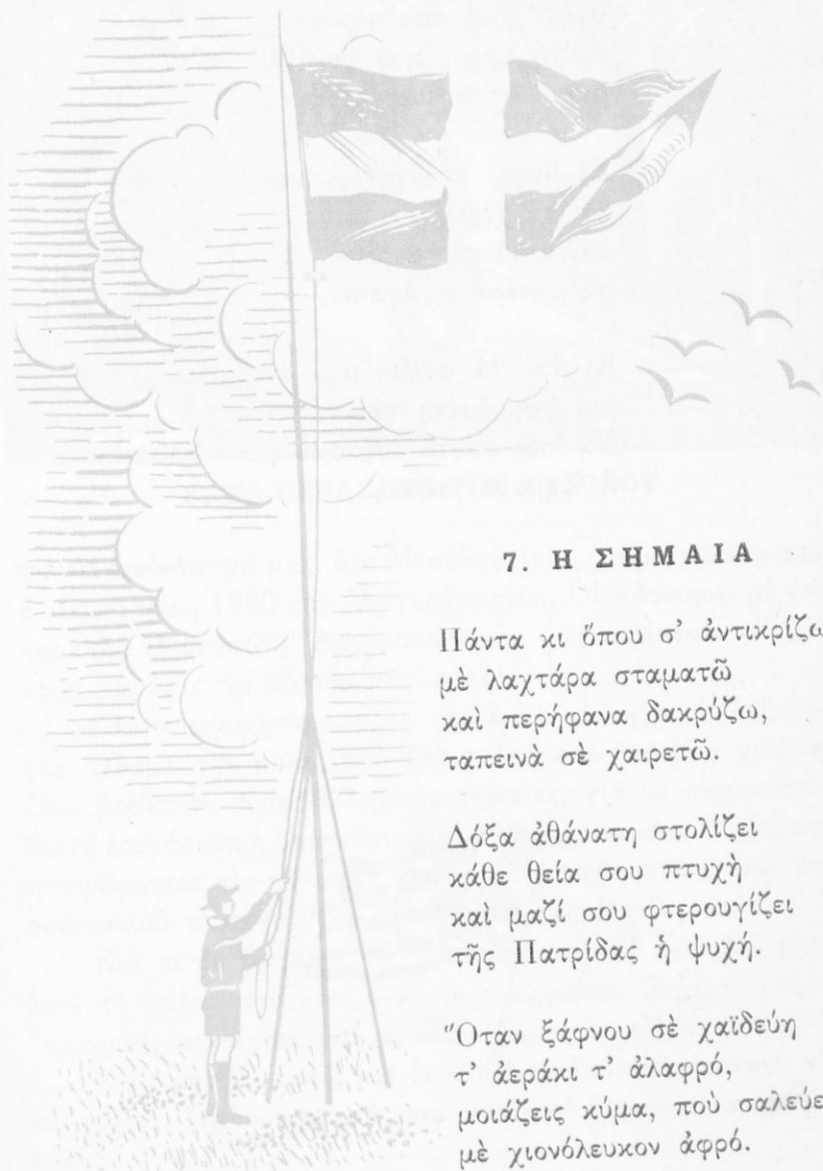 7. Η ΣΗΜΑΙΑ
Πάντα κι ὅπου σ' ἀντικρίζω
μὲ λαχτάρα σταματῶ
καὶ περήφανα δακρύζω,
ταπεινὰ σὲ χαιρετῶ.
Δόξα ἀθάνατη στολίζει
κάθε θεία σου πτυχὴ
καὶ μαζί σου φτερουγίζει
τῆς Πατρίδας ἡ ψυχή.
Ὅταν ξάφνου σὲ χαϊδεύη
τ' ἀεράκι τ' ἀλαφρό,
μοιάζεις κύμα, ποὺ σαλεύε
μὲ χιονόλευκον ἀφρό.